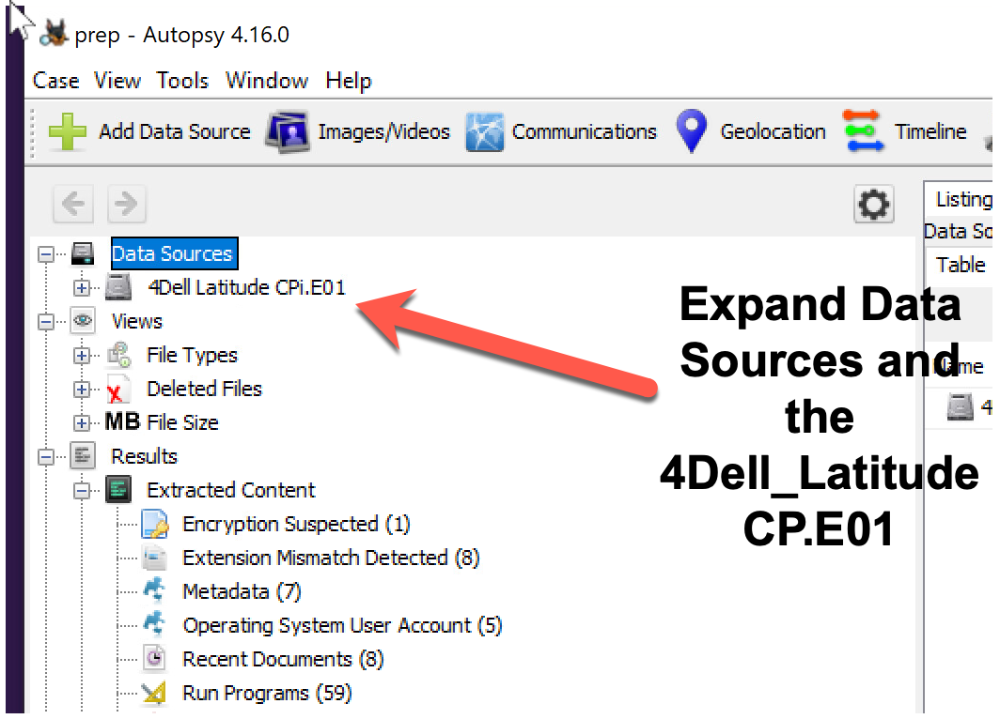 prep - Autopsy 4.16.0
Case View Tools Window Help
Add Data Source Images/Videos Communications Geolocation Timeline
Listing
Data So
Table
Data Sources
4Dell Latitude CPi.E01
Views
File Types
Deleted Files
MB File Size
Results
Extracted Content
Encryption Suspected (1)
Extension Mismatch Detected (8)
Metadata (7)
Operating System User Account (5)
Recent Documents (8)
Run Programs (59)
Name
4
Expand Data
Sources and
the
4Dell_Latitude
CP.E01